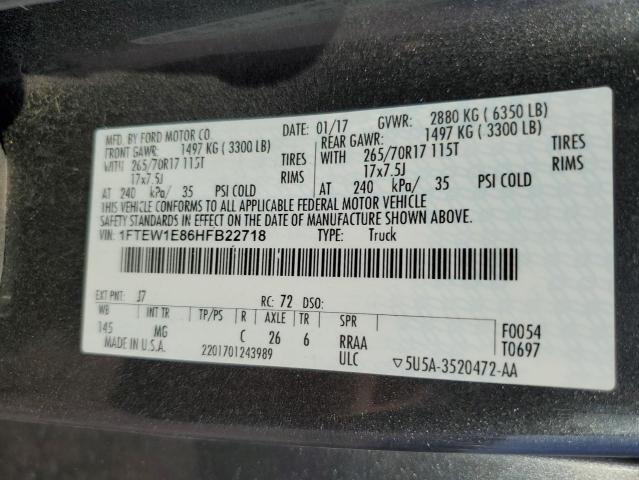 MFD. BY FORD MOTOR CO.
DATE: 01/17 GVWR: 2880 KG ( 6350 LB)
FRONT GAWR: 1497 KG ( 3300 LB) REAR GAWR: 1497 KG ( 3300 LB)
WITH 265/70R17 115T TIRES WITH 265/70R17 115T TIRES
17x7.5J RIMS 17x7.5J RIMS
AT 240 kPa/ 35 PSI COLD AT 240 kPa/ 35 PSI COLD
THIS VEHICLE CONFORMS TO ALL APPLICABLE FEDERAL MOTOR VEHICLE
SAFETY STANDARDS IN EFFECT ON THE DATE OF MANUFACTURE SHOWN ABOVE.
VIN: 1FTEW1E86HFB22718 TYPE: Truck
EXT PNT: J7 RC: 72 DSO:
WB INT TR TP/PS R AXLE TR SPR
145 MG C 26 6 RRAA F0054
MADE IN U.S.A. 2201701243989 ULC ▽5U5A-3520472-AA T0697